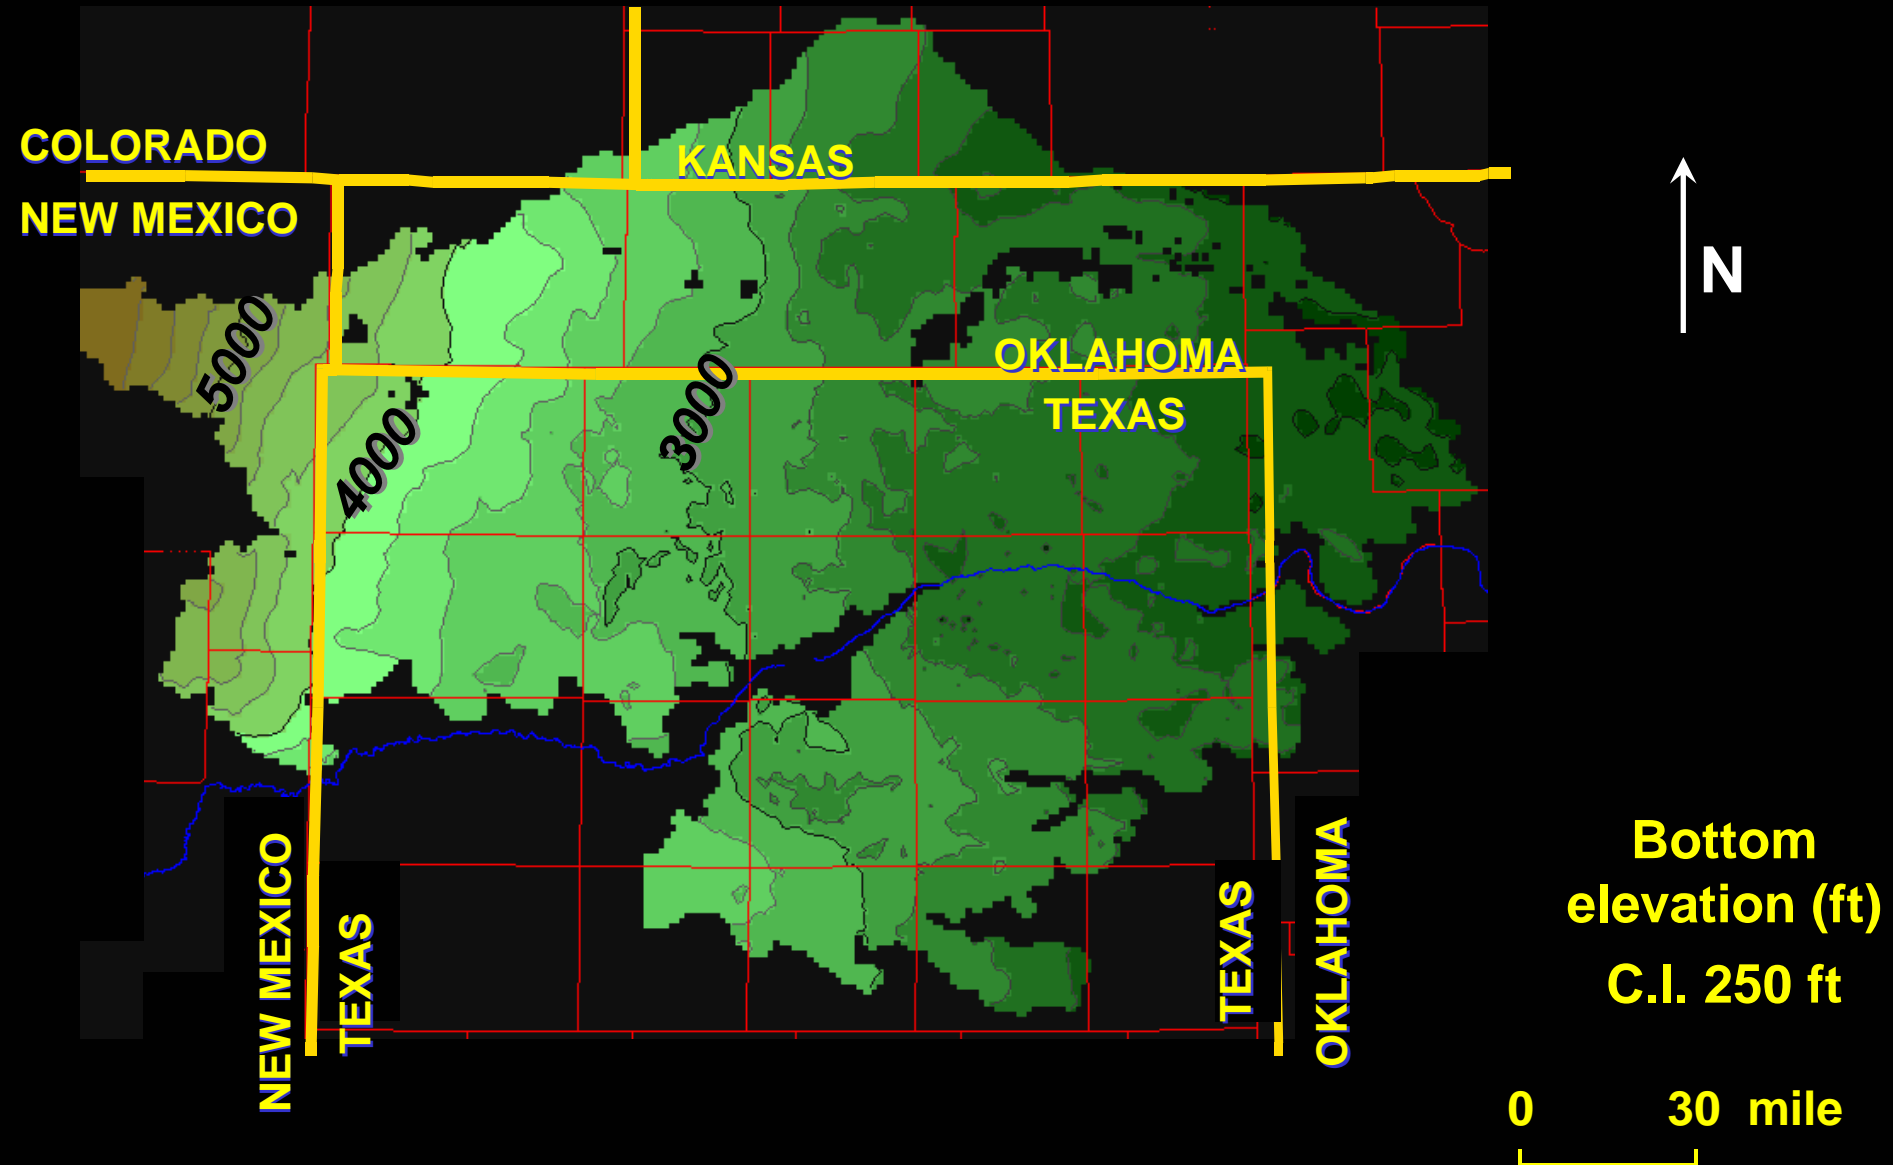 COLORADO
KANSAS
NEW MEXICO
N
5000
4000
3000
OKLAHOMA
TEXAS
NEW MEXICO
TEXAS
TEXAS
OKLAHOMA
Bottom
elevation (ft)
C.I. 250 ft
0 30 mile